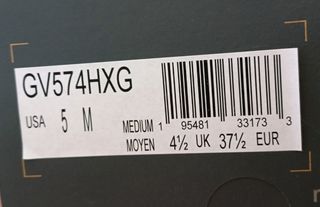 GV574HXG
USA 5 M
MEDIUM 1 95481 33173 3
MOYEN 4½ UK 37½ EUR